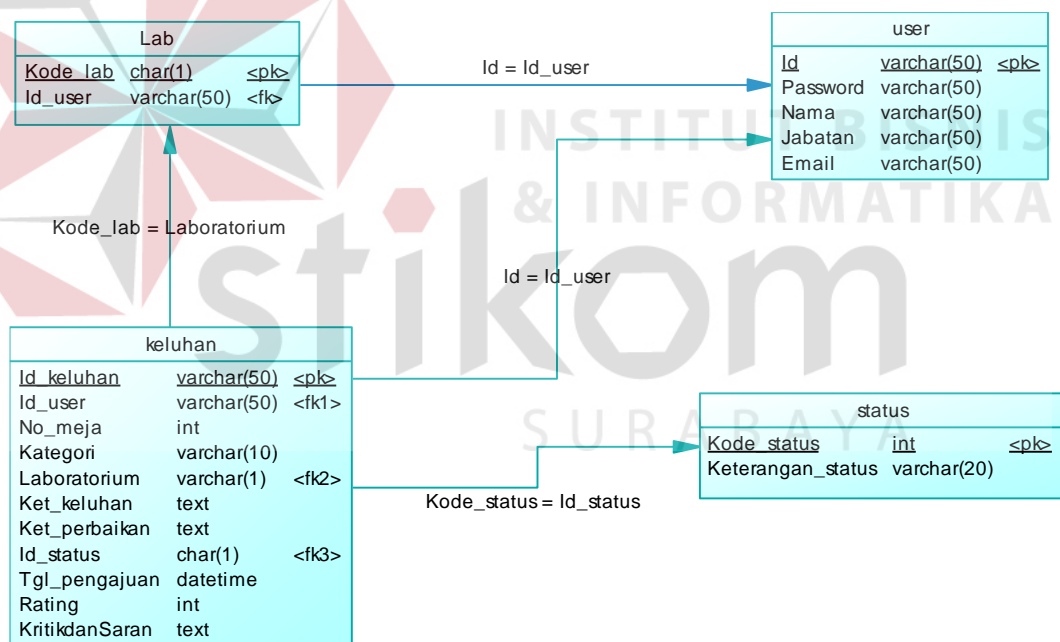 Lab
Kode_lab char(1) <pk>
Id_user varchar(50) <fk>
Id = Id_user
user
Id varchar(50) <pk>
Password varchar(50)
Nama varchar(50)
Jabatan varchar(50)
Email varchar(50)
INSTITUT BISNIS
& INFORMATIKA
stikom
SURABAYA
Kode_lab = Laboratorium
Id = Id_user
keluhan
Id_keluhan varchar(50) <pk>
Id_user varchar(50) <fk1>
No_meja int
Kategori varchar(10)
Laboratorium varchar(1) <fk2>
Ket_keluhan text
Ket_perbaikan text
Id_status char(1) <fk3>
Tgl_pengajuan datetime
Rating int
KritikdanSaran text
Kode_status = Id_status
status
Kode_status int <pk>
Keterangan_status varchar(20)